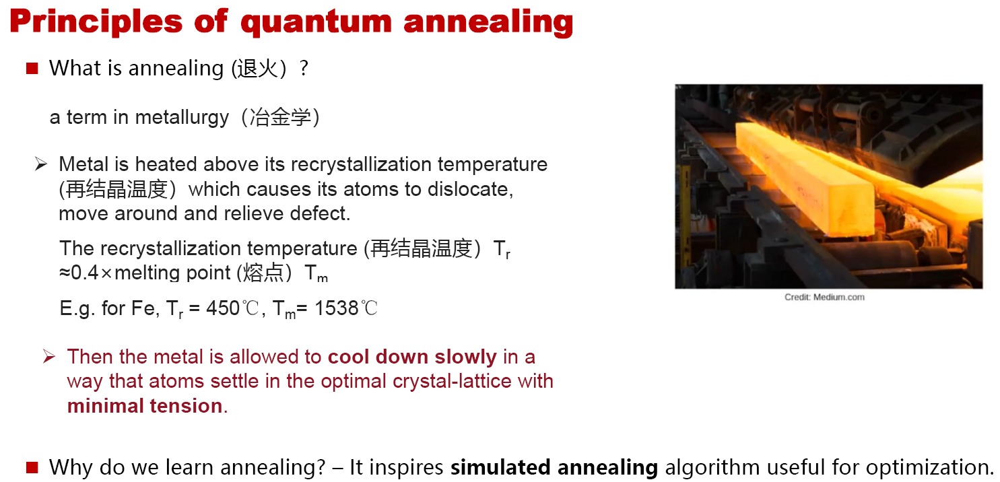 Principles of quantum annealing
■ What is annealing (退火）?
a term in metallurgy（冶金学）
➢ Metal is heated above its recrystallization temperature
(再结晶温度）which causes its atoms to dislocate,
move around and relieve defect.
The recrystallization temperature (再结晶温度）Tr
≈0.4×melting point (熔点）Tm
E.g. for Fe, Tr = 450℃, Tm= 1538℃
➢ Then the metal is allowed to cool down slowly in a
way that atoms settle in the optimal crystal-lattice with
minimal tension.
Credit: Medium.com
■ Why do we learn annealing? – It inspires simulated annealing algorithm useful for optimization.